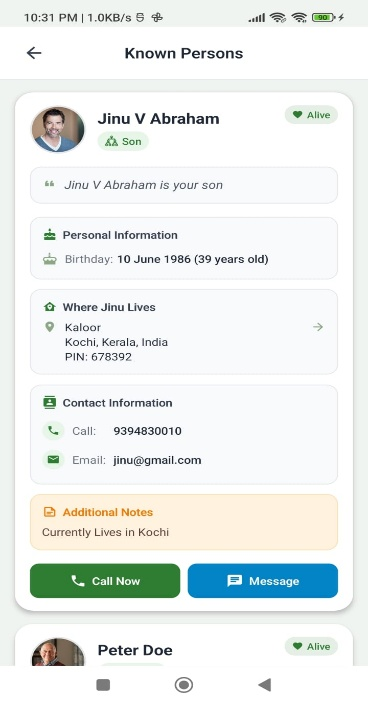 10:31 PM | 1.0KB/s
90
Known Persons
Jinu V Abraham
Alive
Son
Jinu V Abraham is your son
Personal Information
Birthday: 10 June 1986 (39 years old)
Where Jinu Lives
Kaloor
Kochi, Kerala, India
PIN: 678392
Contact Information
Call: 9394830010
Email: jinu@gmail.com
Additional Notes
Currently Lives in Kochi
Call Now
Message
Peter Doe
Alive